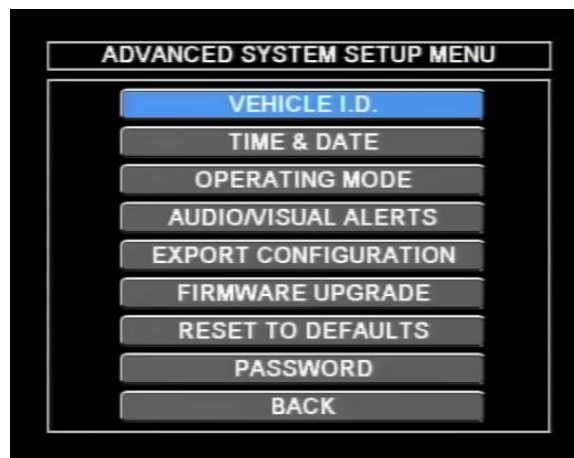 ADVANCED SYSTEM SETUP MENU
VEHICLE I.D.
TIME & DATE
OPERATING MODE
AUDIO/VISUAL ALERTS
EXPORT CONFIGURATION
FIRMWARE UPGRADE
RESET TO DEFAULTS
PASSWORD
BACK